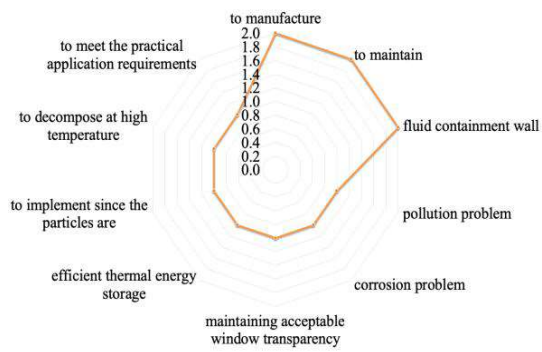 to manufacture
2.0
1.8
1.6
1.4
1.2
1.0
0.8
0.6
0.4
0.2
0.0
to maintain
fluid containment wall
pollution problem
corrosion problem
maintaining acceptable
window transparency
efficient thermal energy
storage
to implement since the
particles are
to decompose at high
temperature
to meet the practical
application requirements